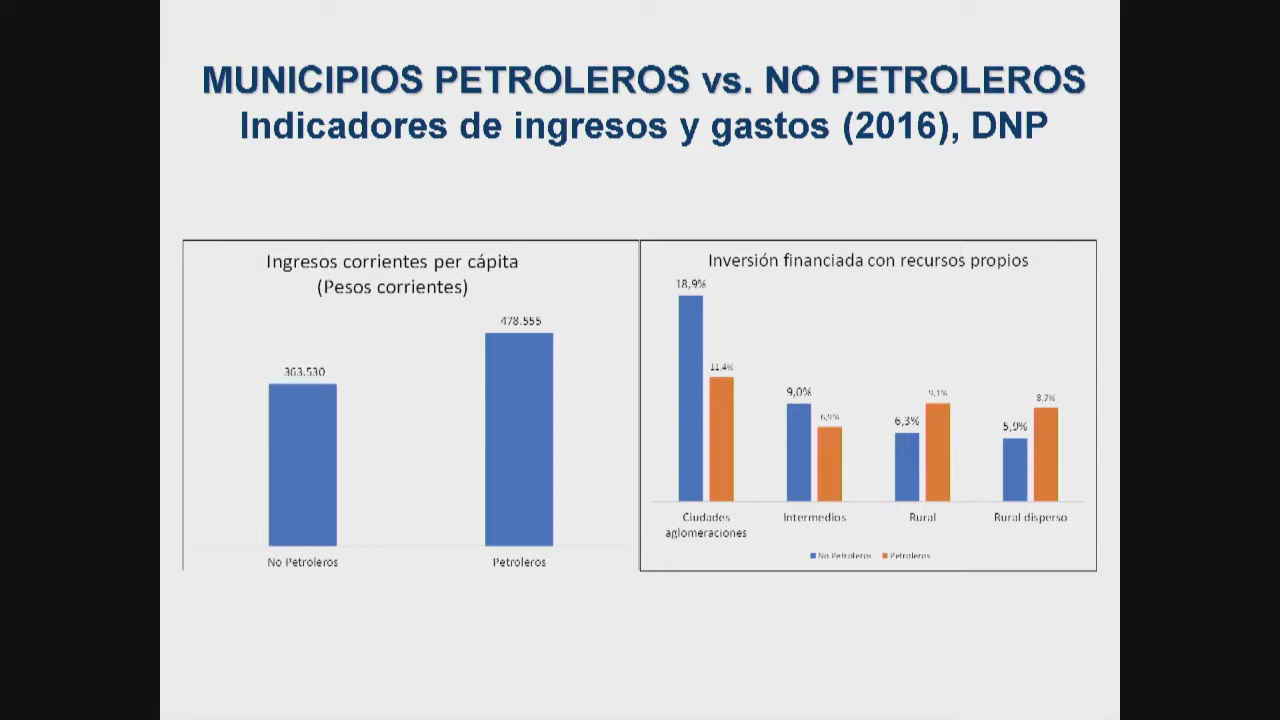 MUNICIPIOS PETROLEROS vs. NO PETROLEROS
Indicadores de ingresos y gastos (2016), DNP
Ingresos corrientes per cápita
(Pesos corrientes)
478.555
363.530
No Petroleros
Petroleros
Inversión financiada con recursos propios
18,9%
11,4%
9,0%
6,9%
6,3%
9,1%
5,9%
8,7%
Ciudades
aglomeraciones
Intermedios
Rural
Rural disperso
No Petroleros
Petroleros